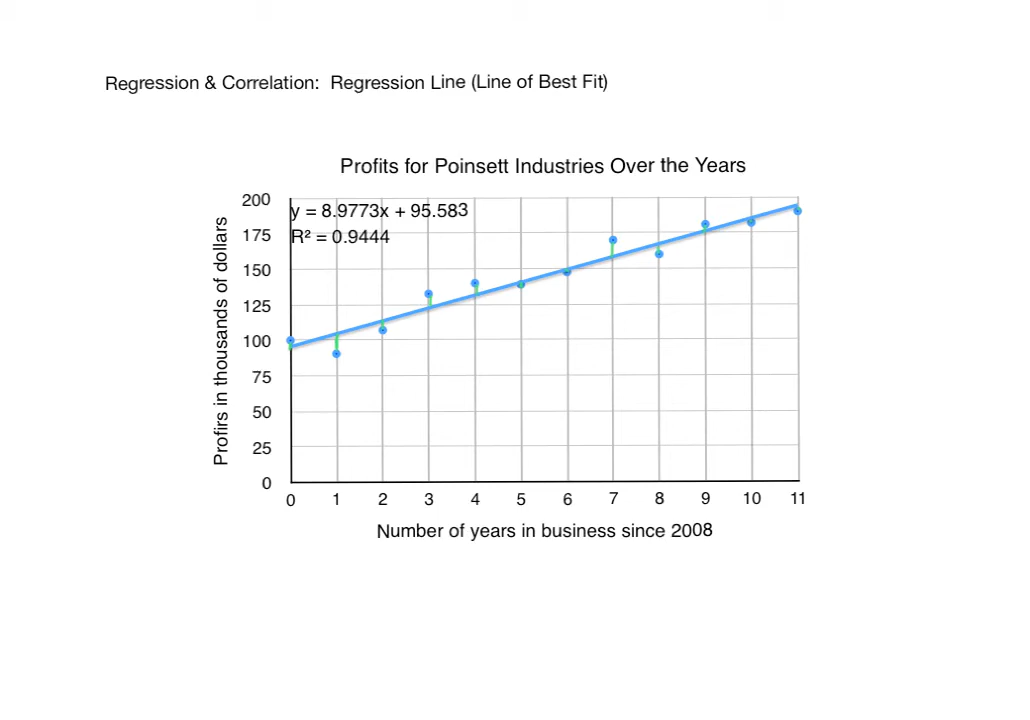 Regression & Correlation: Regression Line (Line of Best Fit)
Profits for Poinsett Industries Over the Years
y = 8.9773x + 95.583
R² = 0.9444
Profirs in thousands of dollars
200
175
150
125
100
75
50
25
0
0 1 2 3 4 5 6 7 8 9 10 11
Number of years in business since 2008